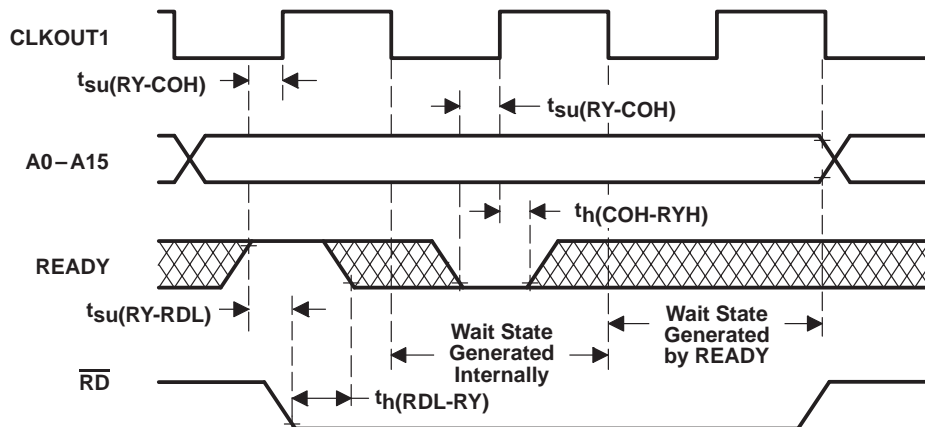 CLKOUT1
tsu(RY-COH)
tsu(RY-COH)
A0–A15
th(COH-RYH)
READY
tsu(RY-RDL)
Wait State
Generated
Internally
Wait State
Generated
by READY
RD
th(RDL-RY)